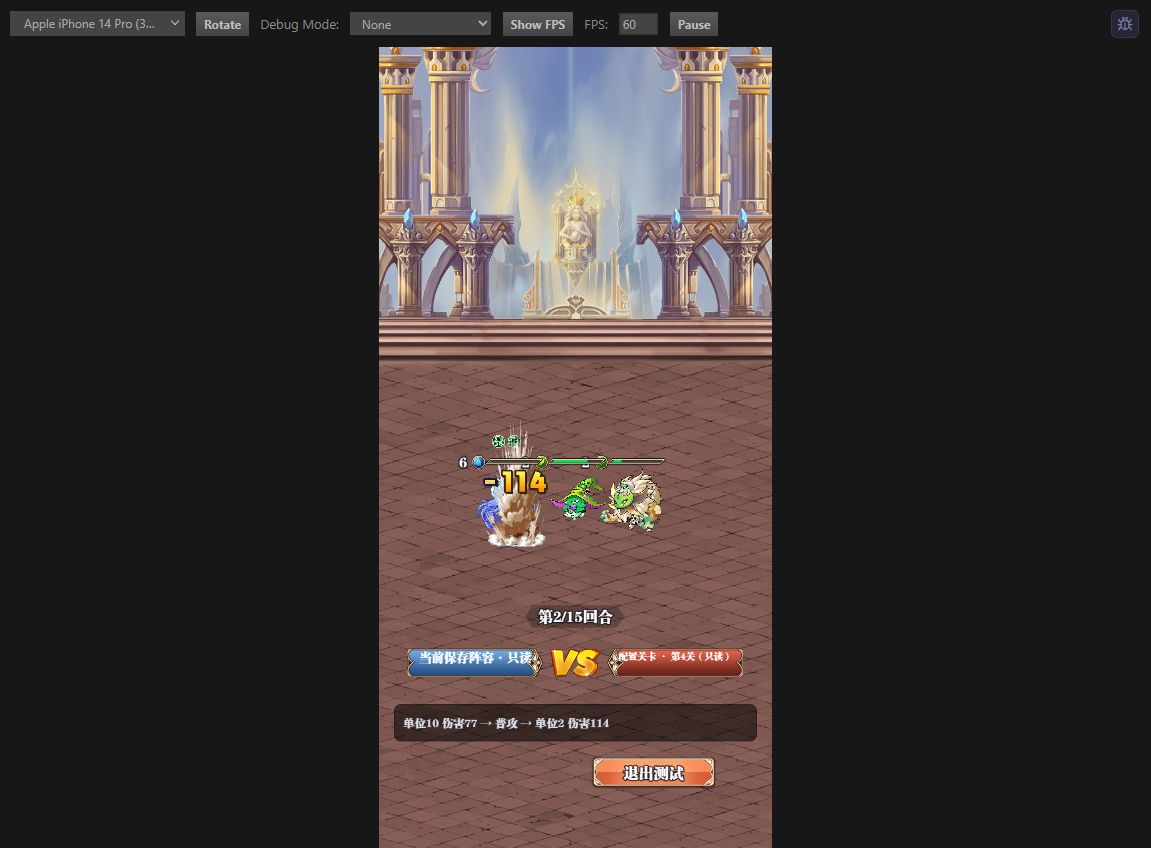 Apple iPhone 14 Pro (3...
Rotate
Debug Mode:
None
Show FPS
FPS:
60
Pause
6
2
2
-114
第2/15回合
当前保存阵容·只读
VS
配置关卡 · 第4关（只读）
单位10 伤害77 → 普攻 → 单位2 伤害114
退出测试